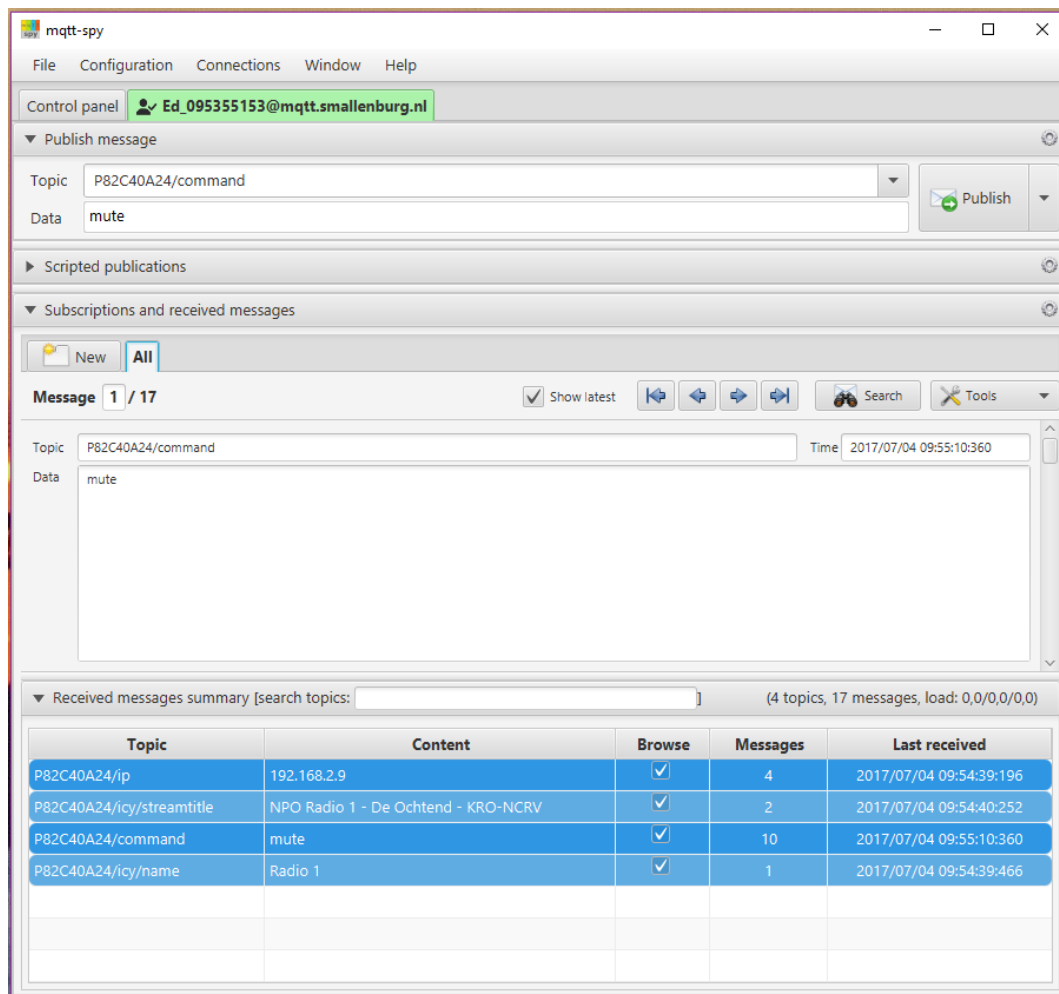 mqtt-spy
File Configuration Connections Window Help
Control panel Ed_095355153@mqtt.smallenburg.nl
Publish message
Topic P82C40A24/command
Publish
Data mute
Scripted publications
Subscriptions and received messages
New All
Message 1 / 17 Show latest Search Tools
Topic P82C40A24/command Time 2017/07/04 09:55:10:360
Data mute
Received messages summary [search topics: ] (4 topics, 17 messages, load: 0,0/0,0/0,0)
Topic Content Browse Messages Last received
P82C40A24/ip 192.168.2.9 4 2017/07/04 09:54:39:196
P82C40A24/icy/streamtitle NPO Radio 1 - De Ochtend - KRO-NCRV 2 2017/07/04 09:54:40:252
P82C40A24/command mute 10 2017/07/04 09:55:10:360
P82C40A24/icy/name Radio 1 1 2017/07/04 09:54:39:466